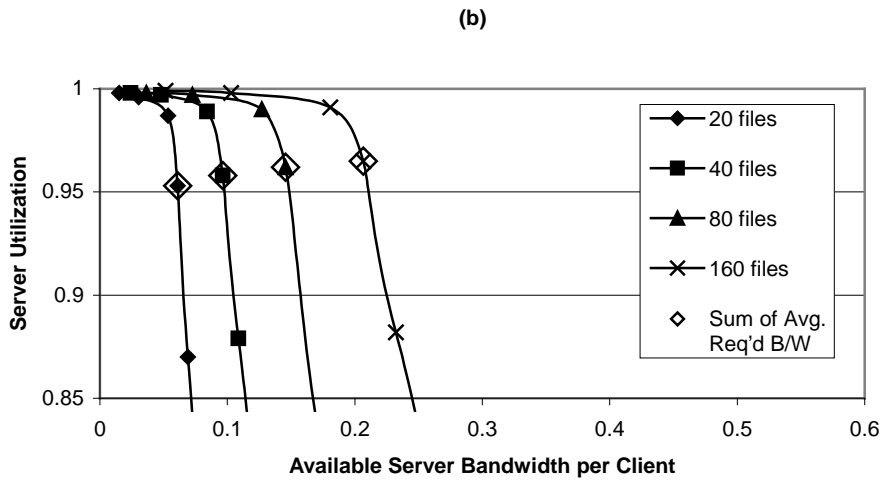 (b)
1
0.95
0.9
0.85
0
0.1
0.2
0.3
0.4
0.5
0.6
Server Utilization
Available Server Bandwidth per Client
20 files
40 files
80 files
160 files
Sum of Avg.
Req'd B/W